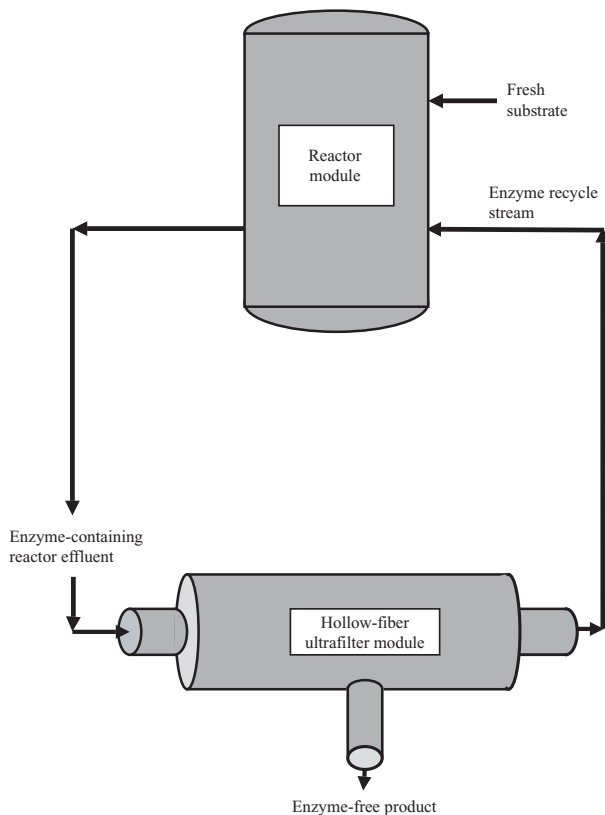 Fresh
substrate
Reactor
module
Enzyme recycle
stream
Enzyme-containing
reactor effluent
Hollow-fiber
ultrafilter module
Enzyme-free product